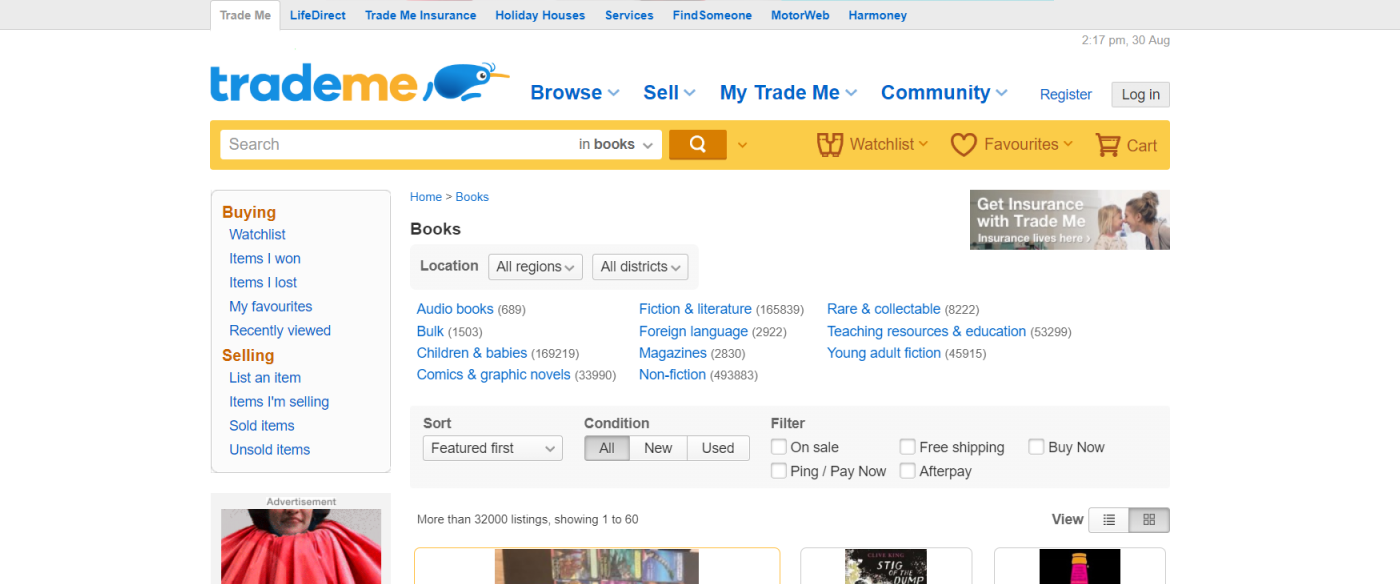 Trade Me LifeDirect Trade Me Insurance Holiday Houses Services FindSomeone MotorWeb Harmoney
2:17 pm, 30 Aug
trademe
Browse Sell My Trade Me Community Register Log in
Search in books Watchlist Favourites Cart
Buying
Watchlist
Items I won
Items I lost
My favourites
Recently viewed
Selling
List an item
Items I'm selling
Sold items
Unsold items
Advertisement
Home > Books
Get Insurance
with Trade Me
Insurance lives here ›
Books
Location All regions All districts
Audio books (689) Fiction & literature (165839) Rare & collectable (8222)
Bulk (1503) Foreign language (2922) Teaching resources & education (53299)
Children & babies (169219) Magazines (2830) Young adult fiction (45915)
Comics & graphic novels (33990) Non-fiction (493883)
Sort Condition Filter
Featured first All New Used On sale Free shipping Buy Now
Ping / Pay Now Afterpay
More than 32000 listings, showing 1 to 60 View
CLIVE KING
STIG
OF THE
DUMP